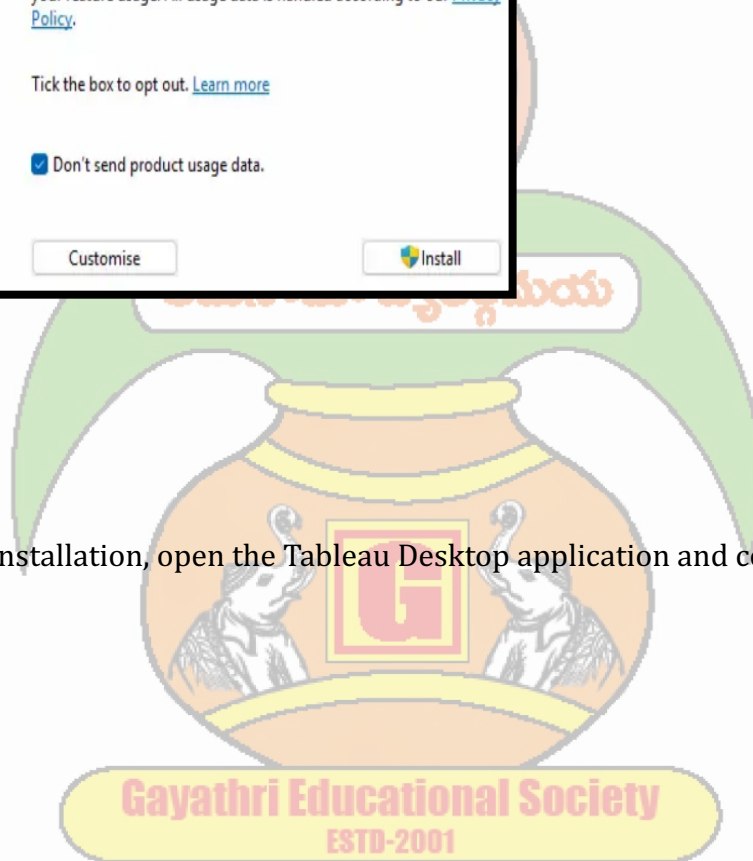 Policy.
Tick the box to opt out. Learn more
Don't send product usage data.
Customise
Install
nstallation, open the Tableau Desktop application and c
G
Gayathri Educational Society
ESTD-2001